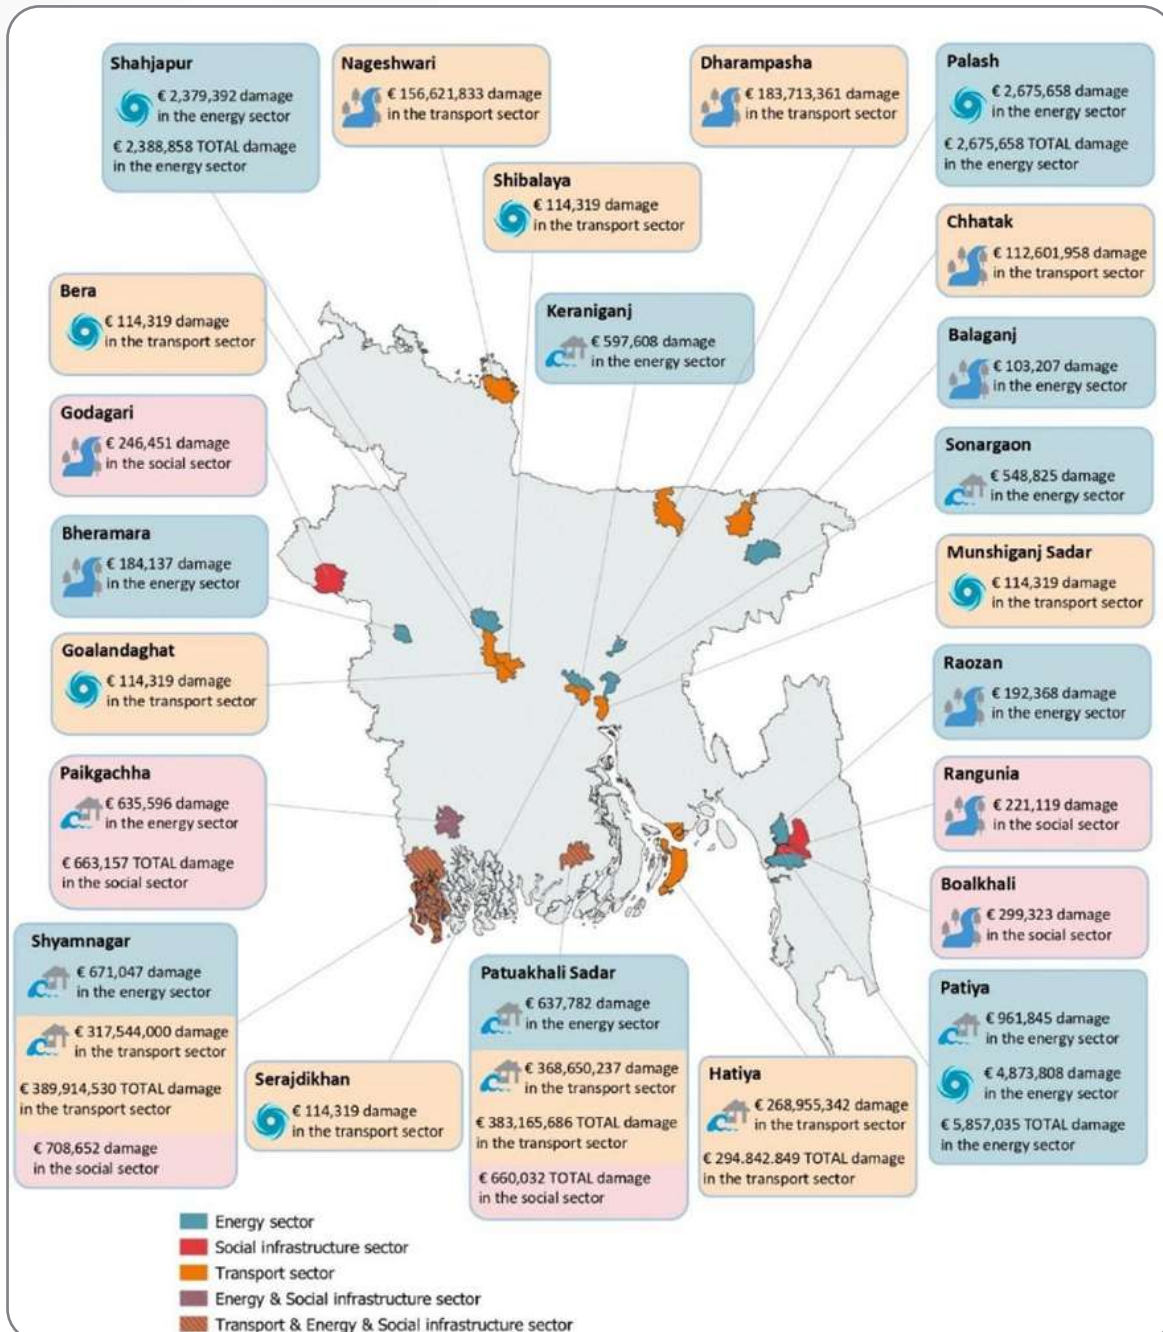 Shahjapur
€ 2,379,392 damage
in the energy sector
€ 2,388,858 TOTAL damage
in the energy sector
Nageshwari
€ 156,621,833 damage
in the transport sector
Dharampasha
€ 183,713,361 damage
in the transport sector
Palash
€ 2,675,658 damage
in the energy sector
€ 2,675,658 TOTAL damage
in the energy sector
Shibalaya
€ 114,319 damage
in the transport sector
Chhatak
€ 112,601,958 damage
in the transport sector
Bera
€ 114,319 damage
in the transport sector
Keraniganj
€ 597,608 damage
in the energy sector
Balaganj
€ 103,207 damage
in the energy sector
Godagari
€ 246,451 damage
in the social sector
Sonargaon
€ 548,825 damage
in the energy sector
Bheramara
€ 184,137 damage
in the energy sector
Munshiganj Sadar
€ 114,319 damage
in the transport sector
Goalandaghat
€ 114,319 damage
in the transport sector
Raozan
€ 192,368 damage
in the energy sector
Paikgachha
€ 635,596 damage
in the energy sector
€ 663,157 TOTAL damage
in the social sector
Rangunia
€ 221,119 damage
in the social sector
Boalkhali
€ 299,323 damage
in the social sector
Shyamnagar
€ 671,047 damage
in the energy sector
€ 317,544,000 damage
in the transport sector
€ 389,914,530 TOTAL damage
in the transport sector
€ 708,652 damage
in the social sector
Serajdikhan
€ 114,319 damage
in the transport sector
Patuakhali Sadar
€ 637,782 damage
in the energy sector
€ 368,650,237 damage
in the transport sector
€ 383,165,686 TOTAL damage
in the transport sector
€ 660,032 TOTAL damage
in the social sector
Hatiya
€ 268,955,342 damage
in the transport sector
€ 294.842.849 TOTAL damage
in the transport sector
Patiya
€ 961,845 damage
in the energy sector
€ 4,873,808 damage
in the energy sector
€ 5,857,035 TOTAL damage
in the energy sector
Energy sector
Social infrastructure sector
Transport sector
Energy & Social infrastructure sector
Transport & Energy & Social infrastructure sector